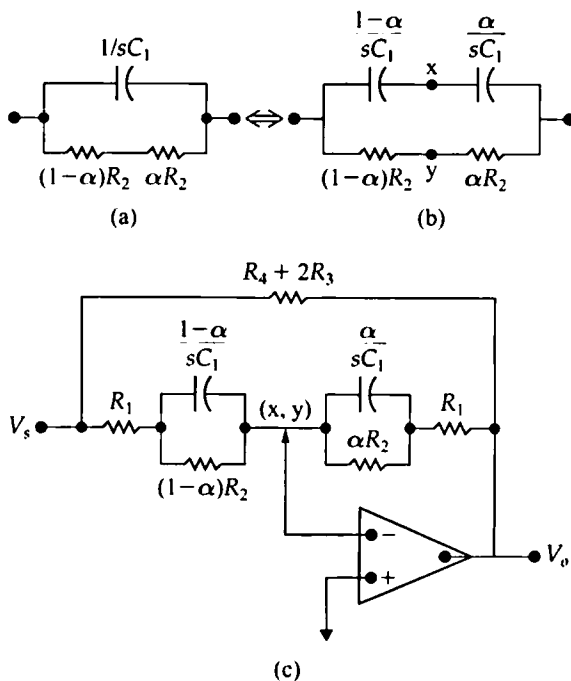 1/sC₁
(1−α)R₂ αR₂
(a)
1−α
sC₁
α
sC₁
x
y
(1−α)R₂ αR₂
(b)
R₄ + 2R₃
1−α
sC₁
α
sC₁
Vₛ
R₁
(x, y)
R₁
(1−α)R₂
αR₂
−
+
Vₒ
(c)